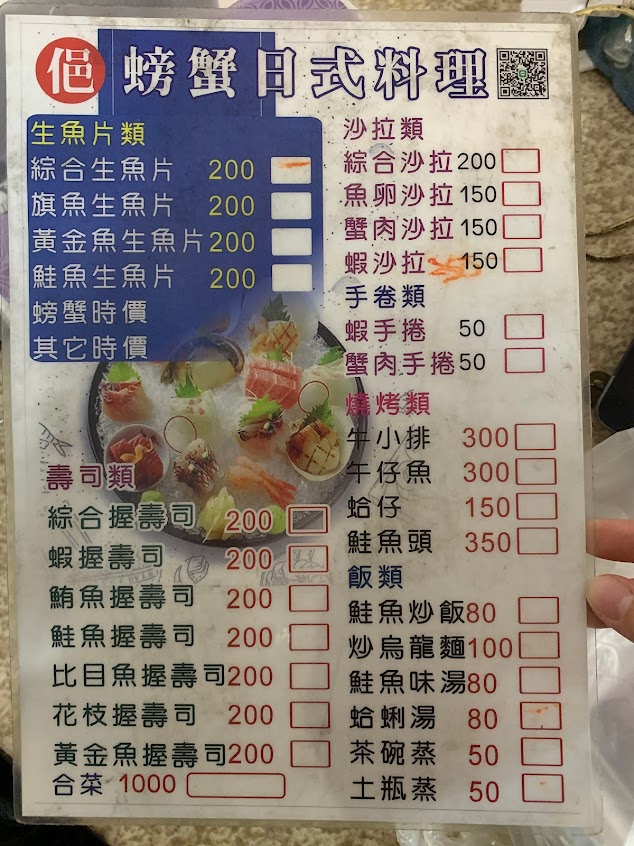 俋 螃蟹日式料理
生魚片類
綜合生魚片 200
旗魚生魚片 200
黃金魚生魚片 200
鮭魚生魚片 200
螃蟹時價
其它時價
壽司類
綜合握壽司 200
蝦握壽司 200
鮪魚握壽司 200
鮭魚握壽司 200
比目魚握壽司 200
花枝握壽司 200
黃金魚握壽司 200
合菜 1000
沙拉類
綜合沙拉 200
魚卵沙拉 150
蟹肉沙拉 150
蝦沙拉 150
手卷類
蝦手捲 50
蟹肉手捲 50
燒烤類
牛小排 300
午仔魚 300
蛤仔 150
鮭魚頭 350
飯類
鮭魚炒飯 80
炒烏龍麵 100
鮭魚味湯 80
蛤蜊湯 80
茶碗蒸 50
土瓶蒸 50